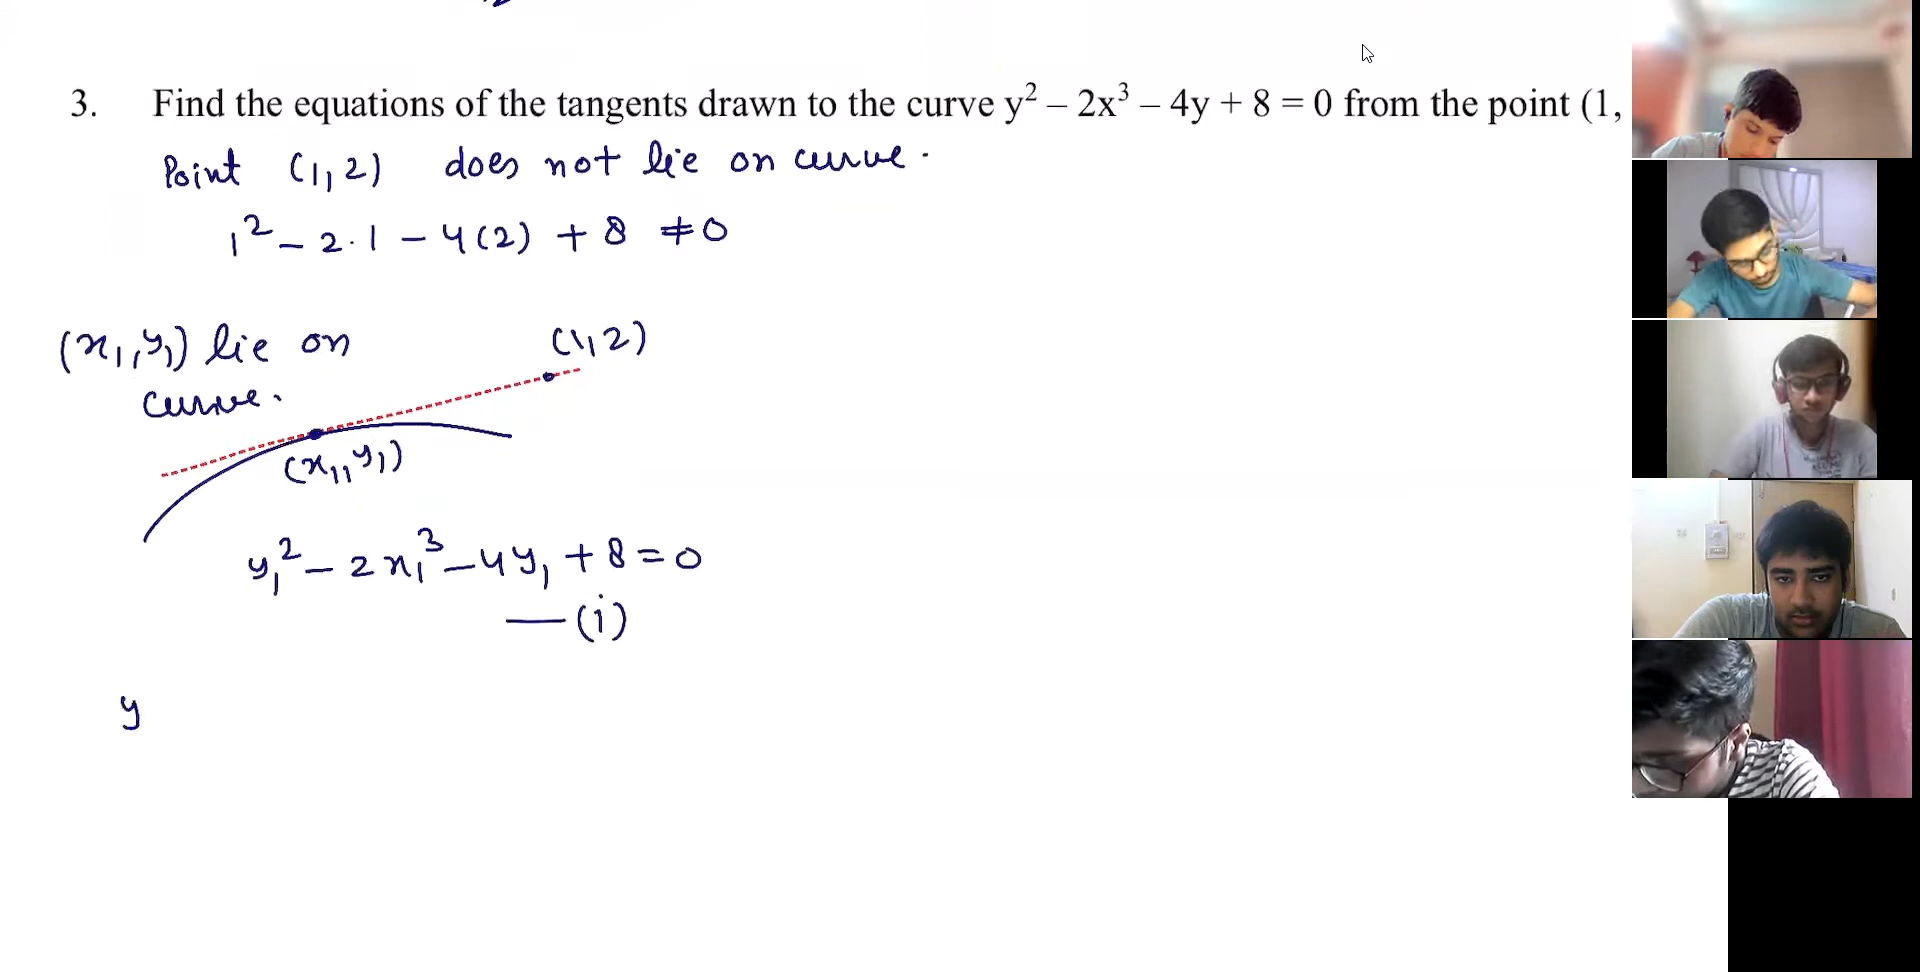 3. Find the equations of the tangents drawn to the curve y² – 2x³ – 4y + 8 = 0 from the point (1,
Point (1, 2) does not lie on curve.
1² – 2·1 – 4(2) + 8 ≠ 0
(x₁, y₁) lie on
curve.
(1, 2)
(x₁, y₁)
y₁² – 2x₁³ – 4y₁ + 8 = 0
— (i)
y